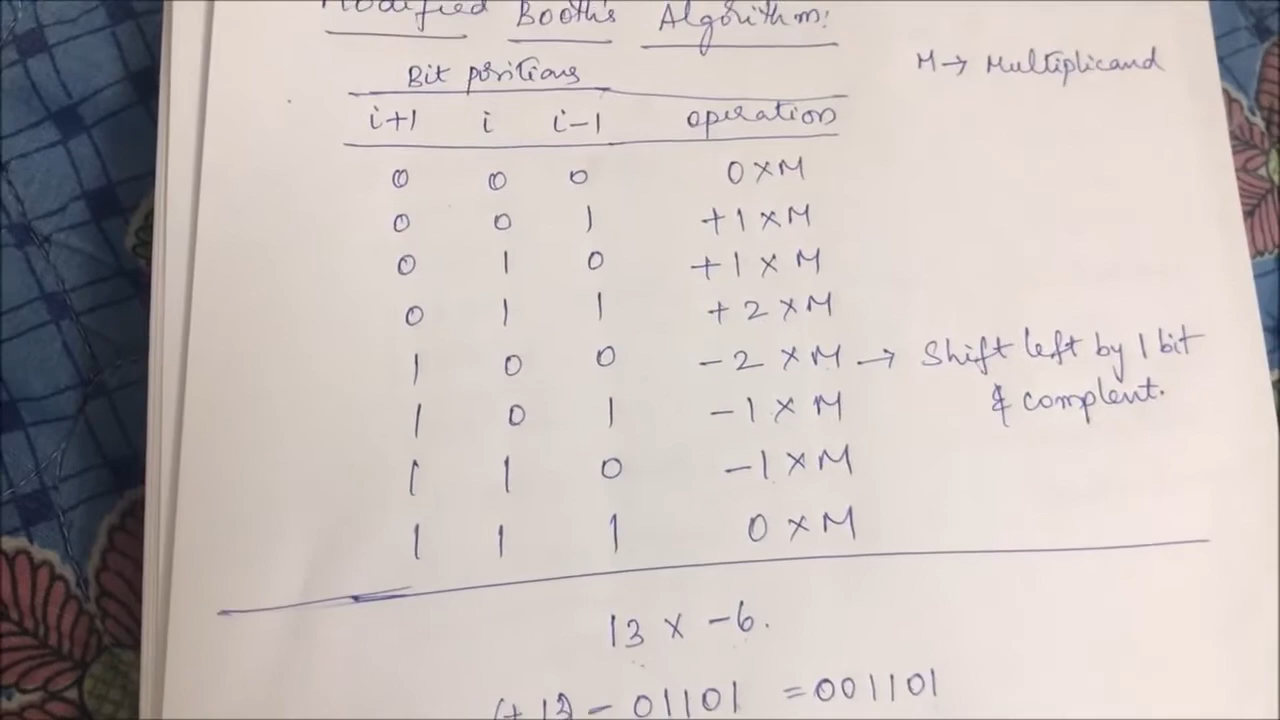 Modified Booth's Algorithm:
Bit positions
M → Multiplicand
i+1 i i-1 operation
0 0 0 0 × M
0 0 1 +1 × M
0 1 0 +1 × M
0 1 1 +2 × M
1 0 0 -2 × M → Shift left by 1 bit
& complent.
1 0 1 -1 × M
1 1 0 -1 × M
1 1 1 0 × M
13 × -6.
(+13) - 01101 = 001101